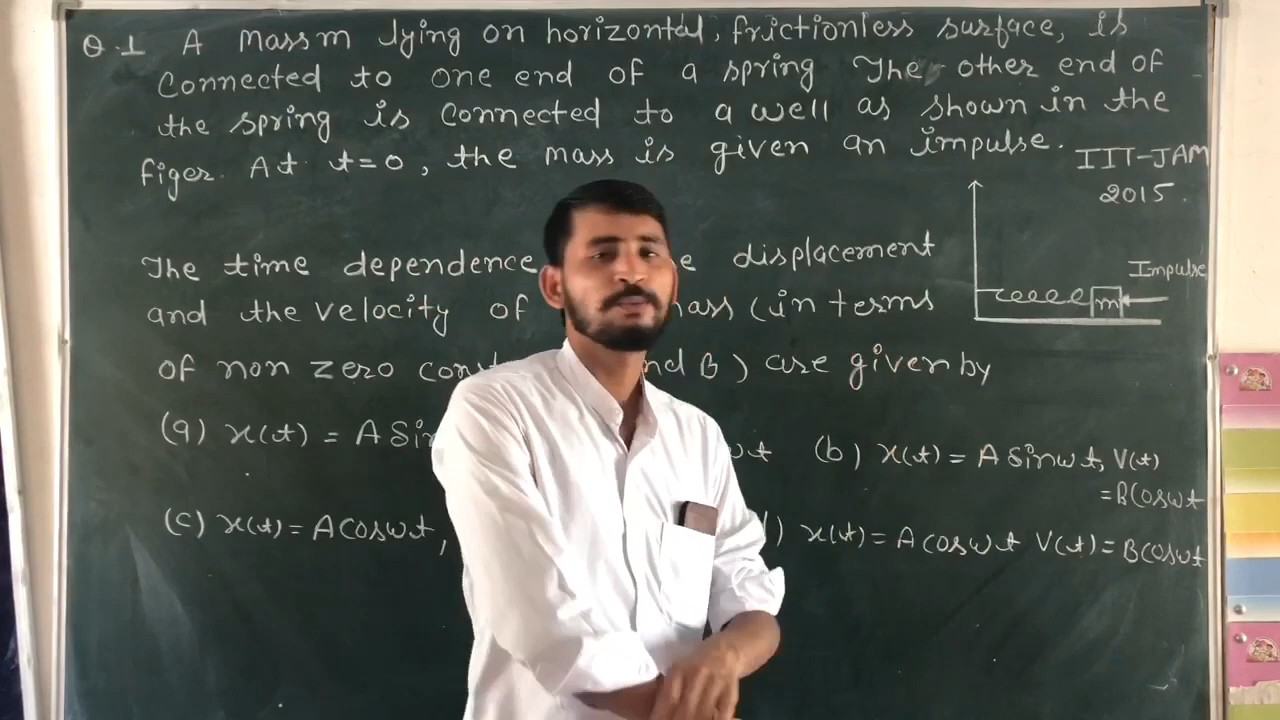 Q.1 A Mass m lying on horizontal, frictionless surface, is
Connected to one end of a spring The other end of
the spring is connected to a well as shown in the
figer. At t=0, the mass is given an impulse.
IIT-JAM
2015.
The time dependence displacement
and the velocity of mass (in terms
of non zero const nd B) are given by
Impulse
m
(a) x(t) = A Sin ωt (b) x(t) = A sinωt, V(t)
= B Cosωt
(c) x(t) = A Cosωt, ) x(t) = A Cosωt V(t) = B Cosωt